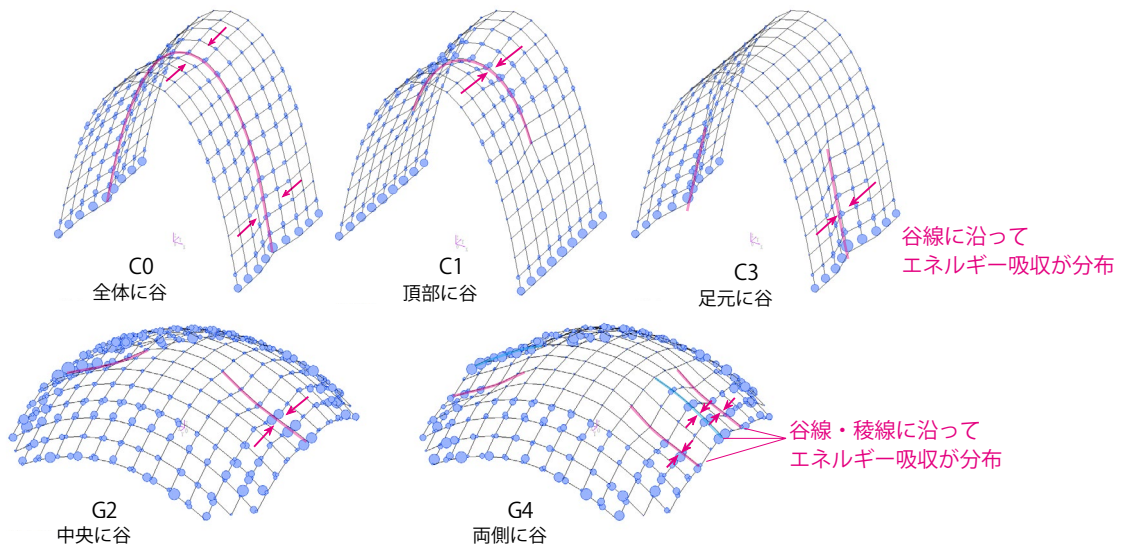 C0
全体に谷
C1
頂部に谷
C3
足元に谷
谷線に沿って
エネルギー吸収が分布
G2
中央に谷
G4
両側に谷
谷線・稜線に沿って
エネルギー吸収が分布